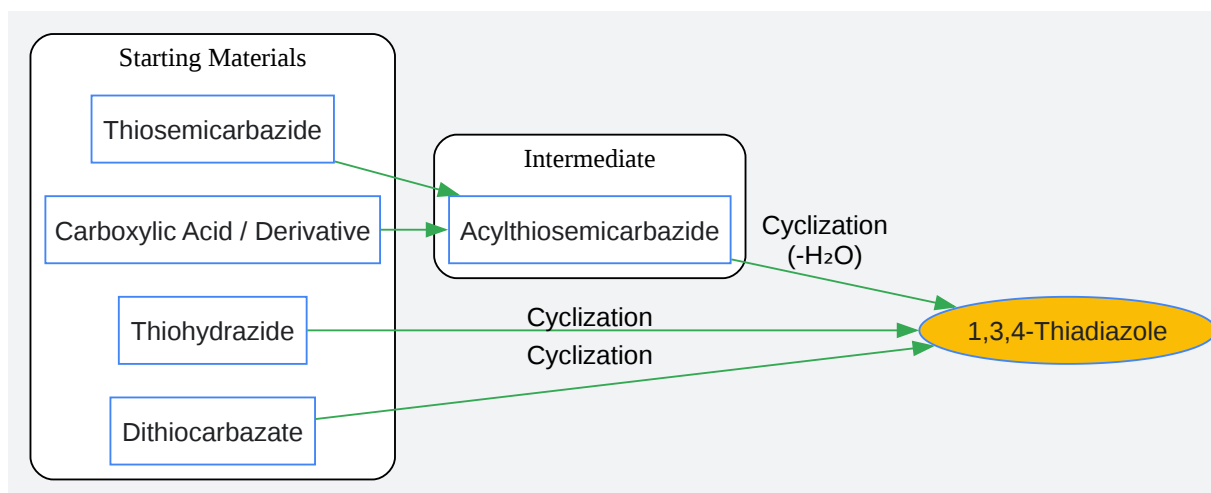 Starting Materials
Thiosemicarbazide
Carboxylic Acid / Derivative
Thiohydrazide
Dithiocarbazate
Intermediate
Acylthiosemicarbazide
Cyclization
(-H₂O)
Cyclization
Cyclization
1,3,4-Thiadiazole